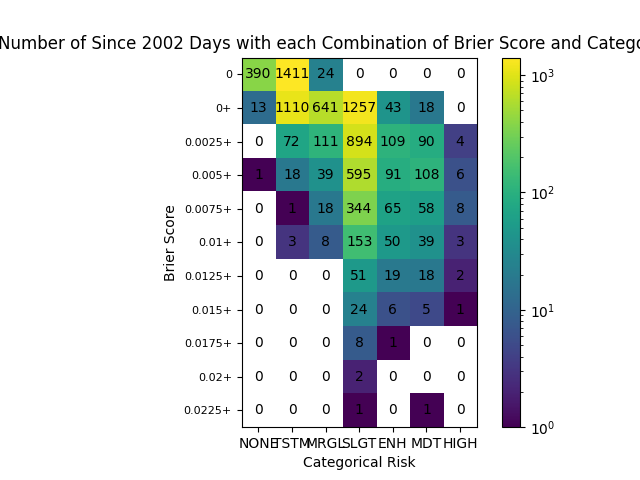 Number of Since 2002 Days with each Combination of Brier Score and Catego
0 390 1411 24 0 0 0 0
0+ 13 1110 641 1257 43 18 0
0.0025+ 0 72 111 894 109 90 4
0.005+ 1 18 39 595 91 108 6
0.0075+ 0 1 18 344 65 58 8
0.01+ 0 3 8 153 50 39 3
0.0125+ 0 0 0 51 19 18 2
0.015+ 0 0 0 24 6 5 1
0.0175+ 0 0 0 8 1 0 0
0.02+ 0 0 0 2 0 0 0
0.0225+ 0 0 0 1 0 1 0
NONE TSTM MRGL SLGT ENH MDT HIGH
Categorical Risk
Brier Score
10³
10²
10¹
10⁰